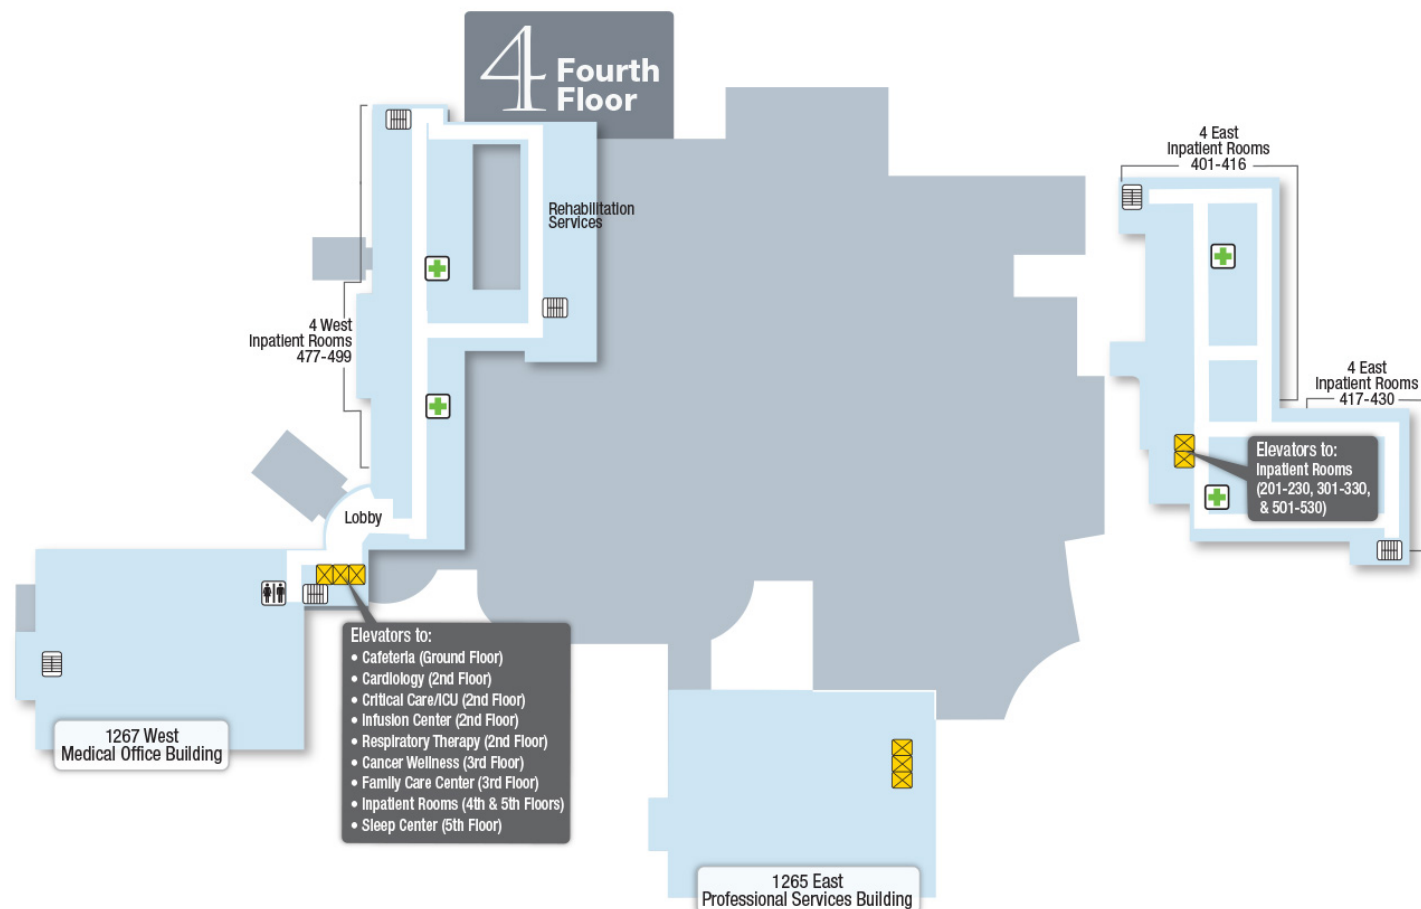 4 Fourth
Floor
4 East
Inpatient Rooms
401-416
Rehabilitation
Services
4 West
Inpatient Rooms
477-499
4 East
Inpatient Rooms
417-430
Elevators to:
Inpatient Rooms
(201-230, 301-330,
& 501-530)
Lobby
Elevators to:
• Cafeteria (Ground Floor)
• Cardiology (2nd Floor)
• Critical Care/ICU (2nd Floor)
• Infusion Center (2nd Floor)
• Respiratory Therapy (2nd Floor)
• Cancer Wellness (3rd Floor)
• Family Care Center (3rd Floor)
• Inpatient Rooms (4th & 5th Floors)
• Sleep Center (5th Floor)
1267 West
Medical Office Building
1265 East
Professional Services Building